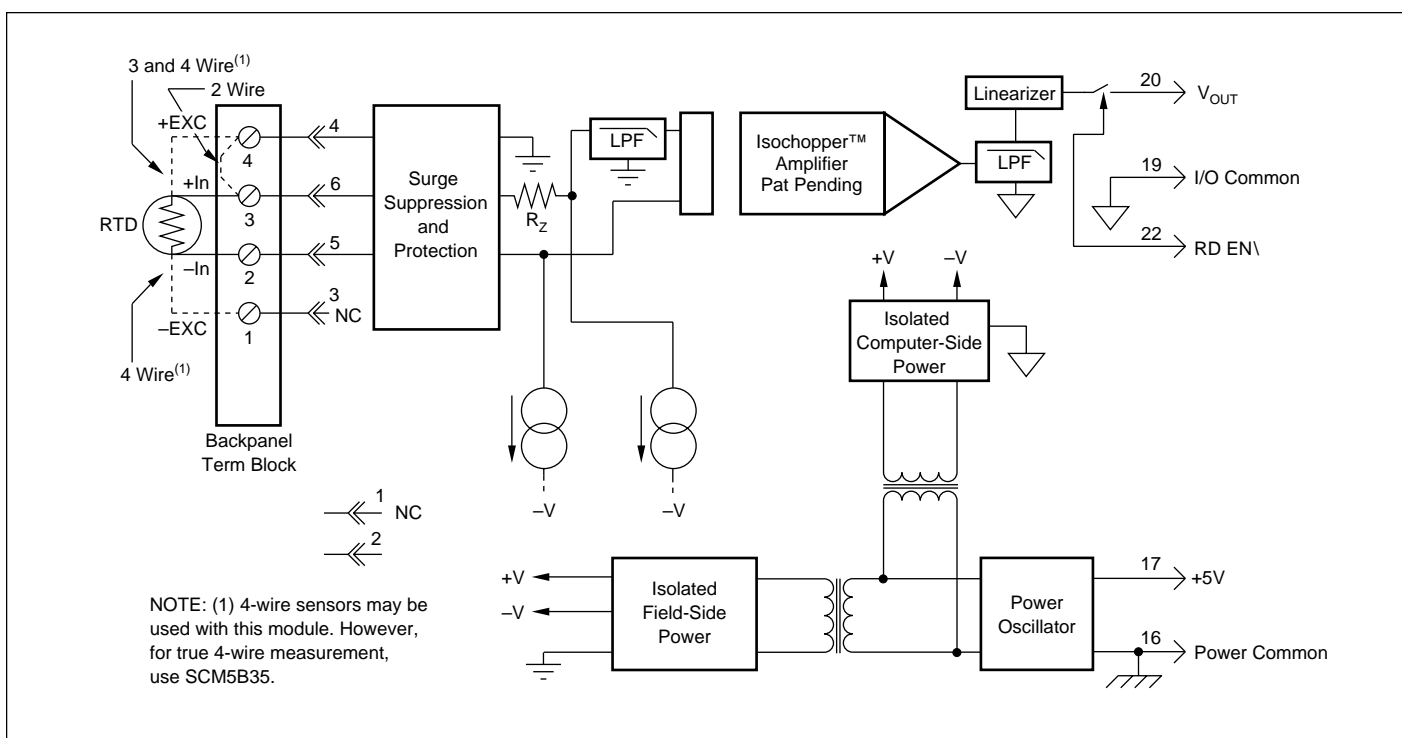 3 and 4 Wire(1)
2 Wire
+EXC
4
+In
3
RTD
–In
2
–EXC
1
4 Wire(1)
Backpanel
Term Block
4
6
5
3
NC
Surge
Suppression
and
Protection
RZ
LPF
–V
–V
Isochopper™
Amplifier
Pat Pending
Linearizer
LPF
20
VOUT
19
I/O Common
22
RD EN\
+V
–V
Isolated
Computer-Side
Power
1
NC
2
NOTE: (1) 4-wire sensors may be
used with this module. However,
for true 4-wire measurement,
use SCM5B35.
+V
–V
Isolated
Field-Side
Power
Power
Oscillator
17
+5V
16
Power Common